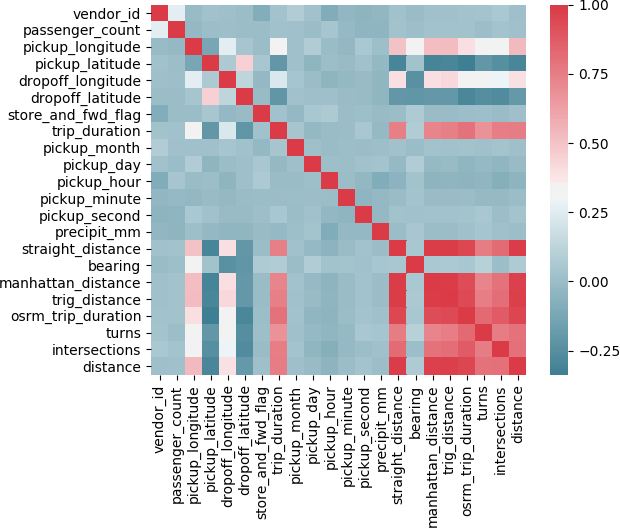 vendor_id
passenger_count
pickup_longitude
pickup_latitude
dropoff_longitude
dropoff_latitude
store_and_fwd_flag
trip_duration
pickup_month
pickup_day
pickup_hour
pickup_minute
pickup_second
precipit_mm
straight_distance
bearing
manhattan_distance
trig_distance
osrm_trip_duration
turns
intersections
distance
vendor_id
passenger_count
pickup_longitude
pickup_latitude
dropoff_longitude
dropoff_latitude
store_and_fwd_flag
trip_duration
pickup_month
pickup_day
pickup_hour
pickup_minute
pickup_second
precipit_mm
straight_distance
bearing
manhattan_distance
trig_distance
osrm_trip_duration
turns
intersections
distance
1.00
0.75
0.50
0.25
0.00
−0.25